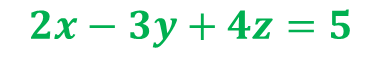 2x − 3y + 4z = 5